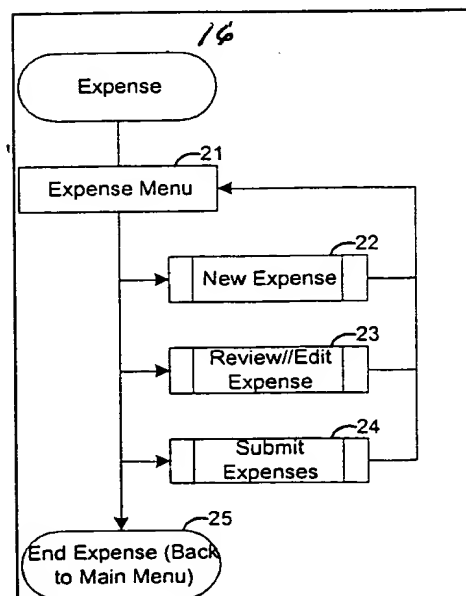 16
Expense
21
Expense Menu
22
New Expense
23
Review//Edit
Expense
24
Submit
Expenses
25
End Expense (Back
to Main Menu)